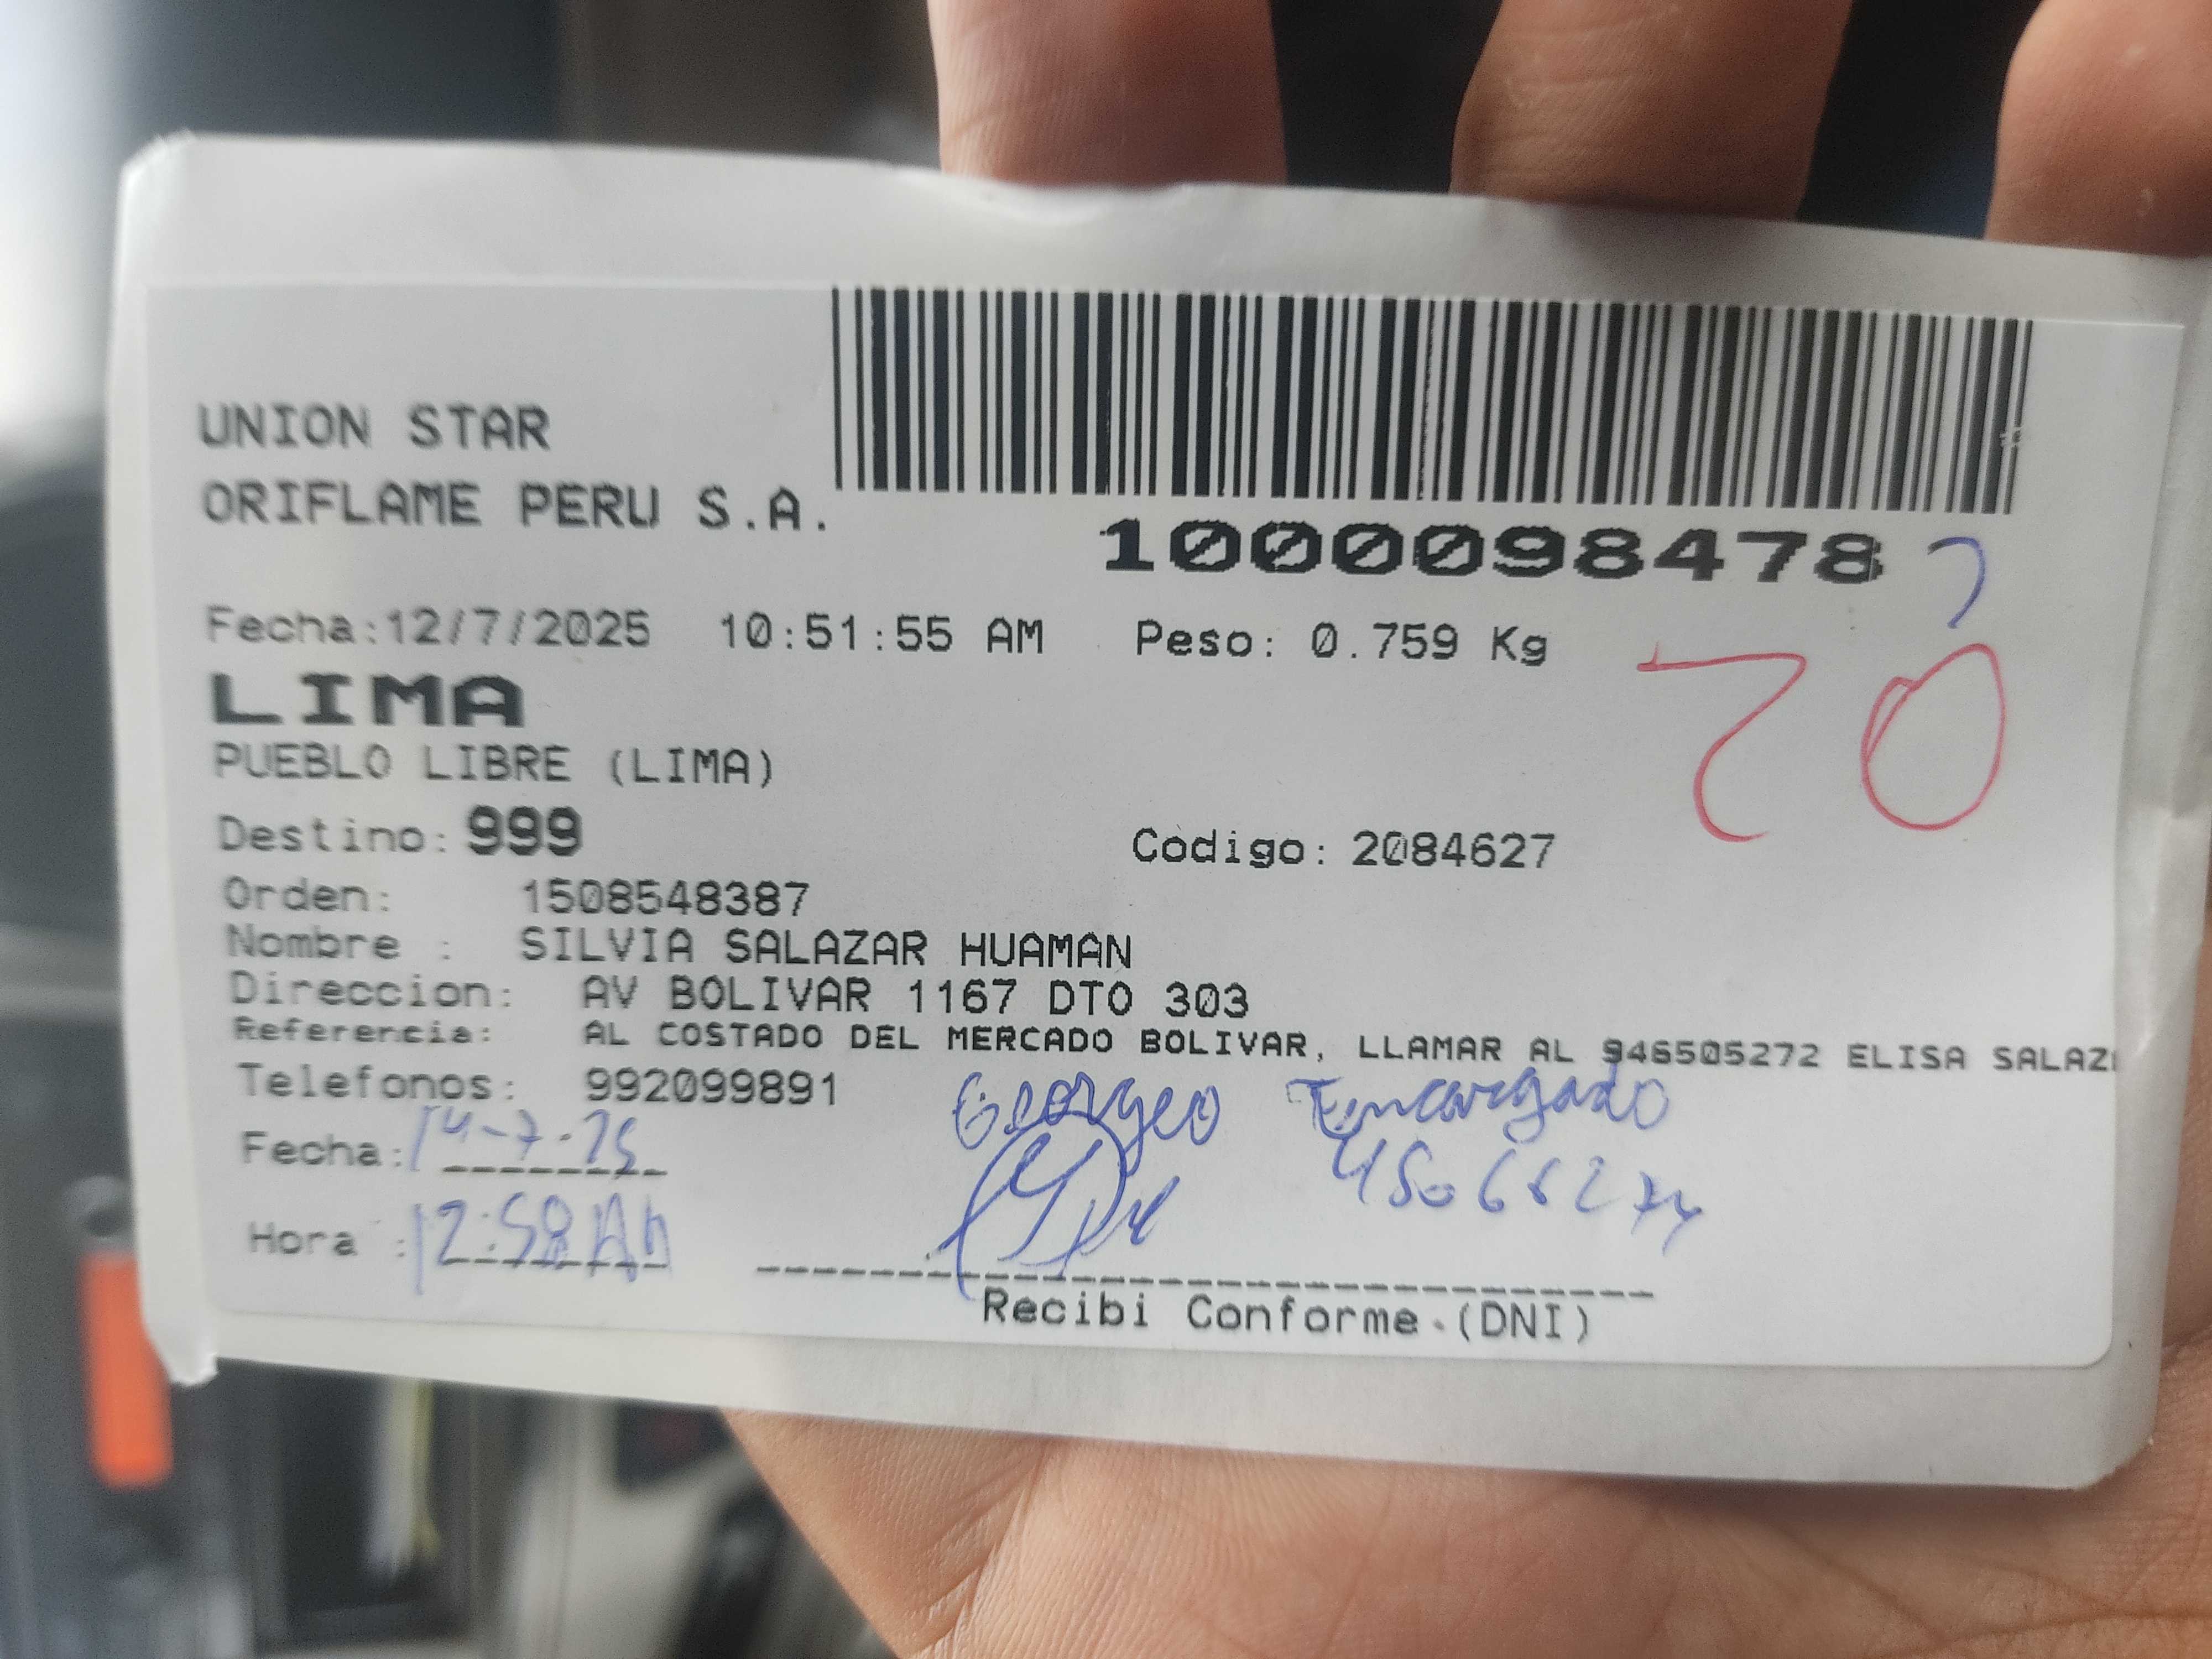 UNION STAR
ORIFLAME PERU S.A.
1000098478
Fecha:12/7/2025 10:51:55 AM Peso: 0.759 Kg
LIMA
20
PUEBLO LIBRE (LIMA)
Destino: 999 Codigo: 2084627
Orden: 1508548387
Nombre : SILVIA SALAZAR HUAMAN
Direccion: AV BOLIVAR 1167 DTO 303
Referencia: AL COSTADO DEL MERCADO BOLIVAR, LLAMAR AL 946505272 ELISA SALAZ
Telefonos: 992099891
Encargado
Fecha: 14-7-25
Hora : 12:58 AM
Recibi Conforme.(DNI)